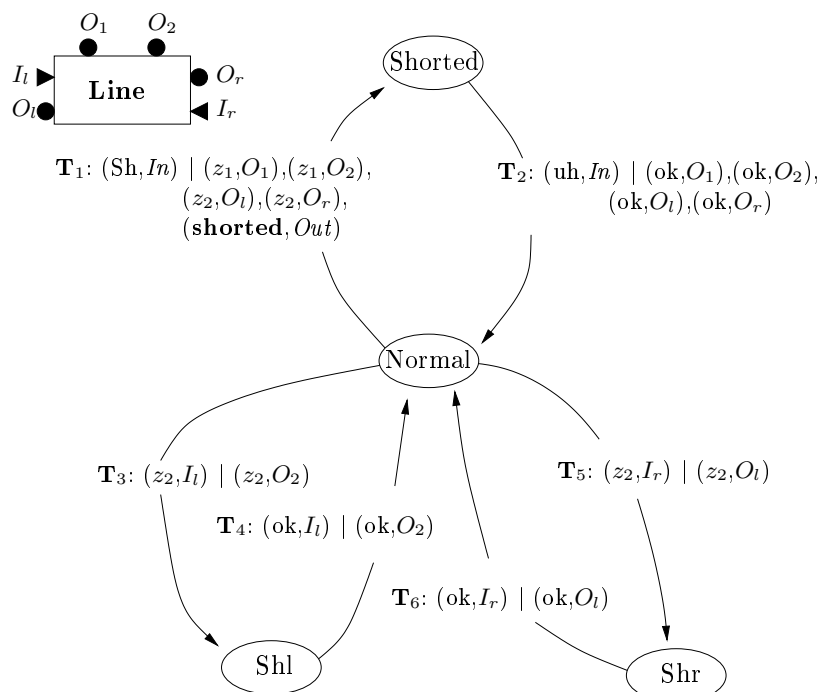 O₁ O₂
Shorted
Iₗ Oᵣ
Line
Oₗ Iᵣ
T₁: (Sh,In) | (z₁,O₁),(z₁,O₂),
(z₂,Oₗ),(z₂,Oᵣ),
(shorted,Out)
T₂: (uh,In) | (ok,O₁),(ok,O₂),
(ok,Oₗ),(ok,Oᵣ)
Normal
T₃: (z₂,Iₗ) | (z₂,O₂)
T₅: (z₂,Iᵣ) | (z₂,Oₗ)
T₄: (ok,Iₗ) | (ok,O₂)
T₆: (ok,Iᵣ) | (ok,Oₗ)
Shl
Shr